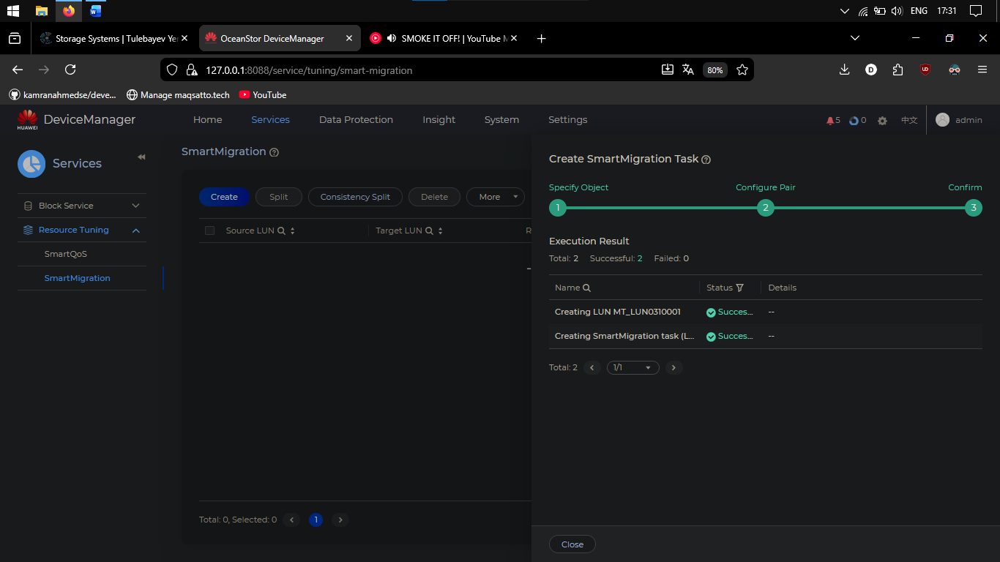 ENG 17:31
Storage Systems | Tulebayev Ye
OceanStor DeviceManager
SMOKE IT OFF! | YouTube M
127.0.0.1:8088/service/tuning/smart-migration
80%
kamranahmedse/deve...
Manage maqsatto.tech
YouTube
HUAWEI
DeviceManager
Home
Services
Data Protection
Insight
System
Settings
5
0
中文
admin
Services
Block Service
Resource Tuning
SmartQoS
SmartMigration
SmartMigration
Create
Split
Consistency Split
Delete
More
Source LUN
Target LUN
R
Total: 0, Selected: 0
1
Create SmartMigration Task
Specify Object
Configure Pair
Confirm
1
2
3
Execution Result
Total: 2 Successful: 2 Failed: 0
Name Status Details
Creating LUN MT_LUN0310001 Succes... --
Creating SmartMigration task (L... Succes... --
Total: 2 1/1
Close